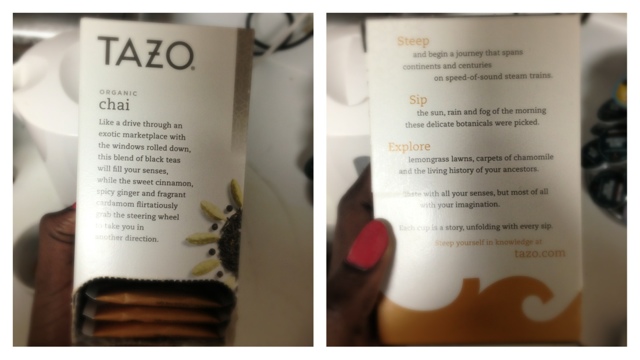 TAZO
ORGANIC
chai
Like a drive through an
exotic marketplace with
the windows rolled down,
this blend of black teas
will fill your senses,
while the sweet cinnamon,
spicy ginger and fragrant
cardamom flirtatiously
grab the steering wheel
to take you in
another direction.
Steep
and begin a journey that spans
continents and centuries
on speed-of-sound steam trains.
Sip
the sun, rain and fog of the morning
these delicate botanicals were picked.
Explore
lemongrass lawns, carpets of chamomile
and the living history of your ancestors.
with all your senses, but most of all
with your imagination.
Each cup is a story, unfolding with every sip.
Steep yourself in knowledge at
tazo.com